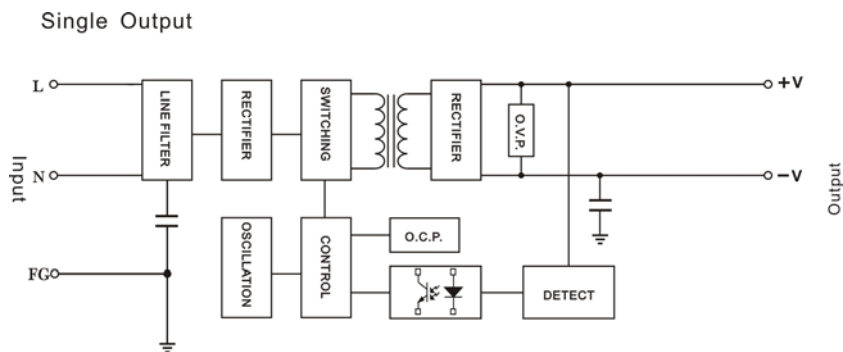 Single Output
L
N
FG
Input
LINE FILTER
RECTIFIER
SWITCHING
RECTIFIER
O.V.P.
+V
-V
Output
OSCILLATION
CONTROL
O.C.P.
DETECT